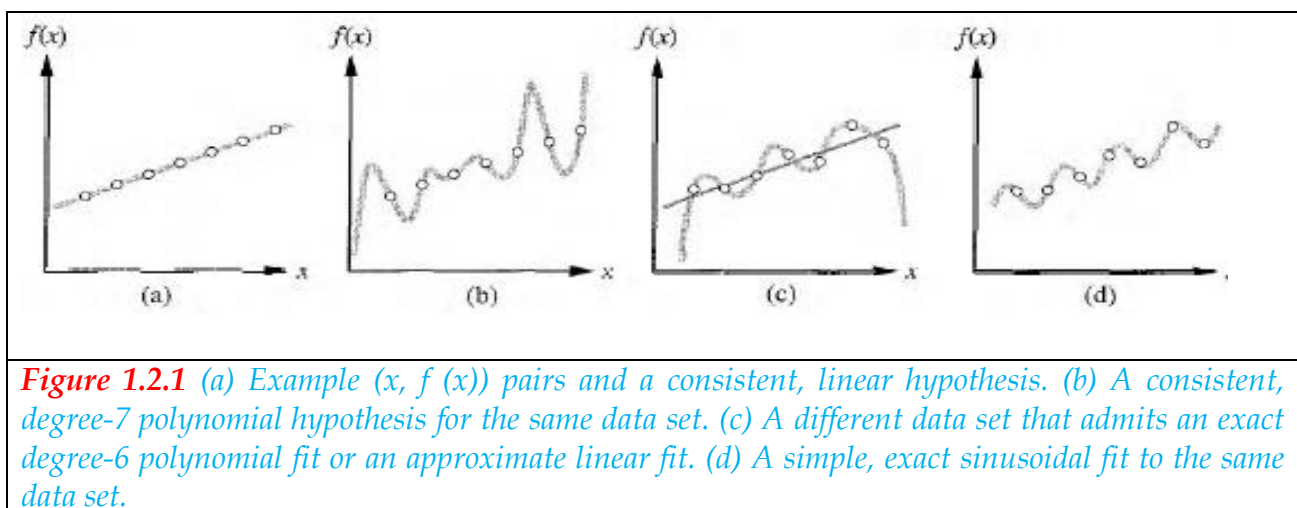 f(x) f(x) f(x) f(x)
x x x
(a) (b) (c) (d)
Figure 1.2.1 (a) Example (x, f (x)) pairs and a consistent, linear hypothesis. (b) A consistent,
degree-7 polynomial hypothesis for the same data set. (c) A different data set that admits an exact
degree-6 polynomial fit or an approximate linear fit. (d) A simple, exact sinusoidal fit to the same
data set.